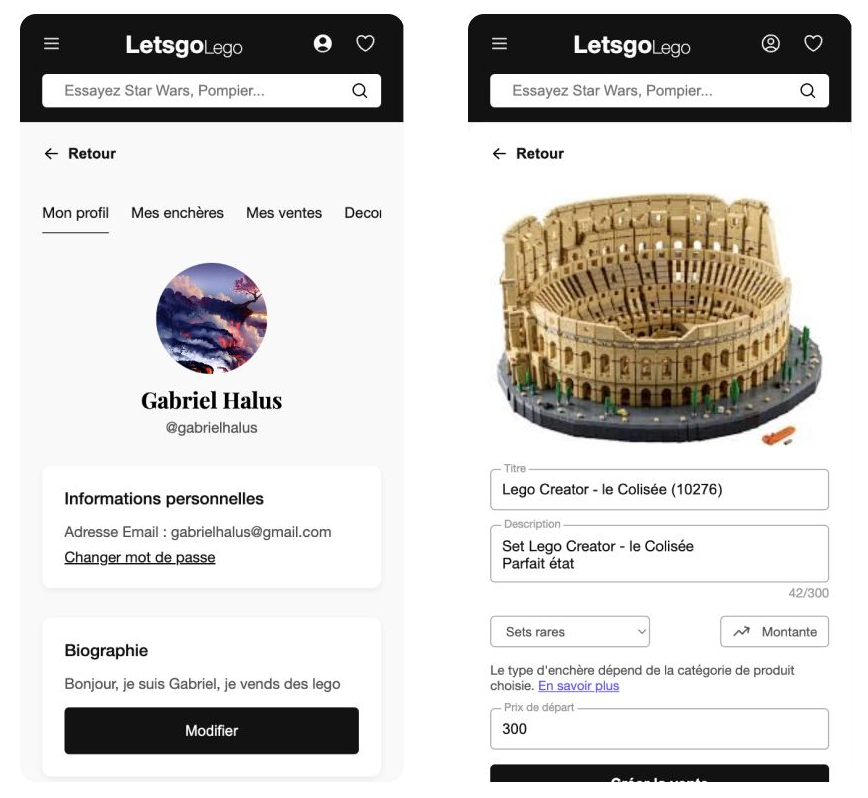 LetsgoLego
Essayez Star Wars, Pompier...
Retour
Mon profil Mes enchères Mes ventes Decon
Gabriel Halus
@gabrielhalus
Informations personnelles
Adresse Email : gabrielhalus@gmail.com
Changer mot de passe
Biographie
Bonjour, je suis Gabriel, je vends des lego
Modifier
LetsgoLego
Essayez Star Wars, Pompier...
Retour
Titre
Lego Creator - le Colisée (10276)
Description
Set Lego Creator - le Colisée
Parfait état
42/300
Sets rares Montante
Le type d'enchère dépend de la catégorie de produit
choisie. En savoir plus
Prix de départ
300
Créer la vente